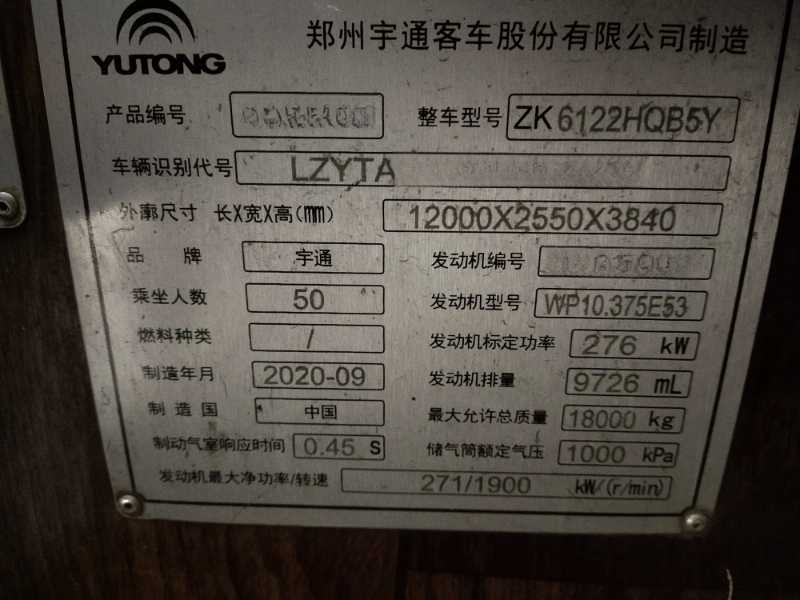 YUTONG 郑州宇通客车股份有限公司制造
产品编号 整车型号 ZK6122HQB5Y
车辆识别代号 LZYTA
外廓尺寸 长X宽X高(mm) 12000X2550X3840
品牌 宇通 发动机编号
乘坐人数 50 发动机型号 WP10.375E53
燃料种类 / 发动机标定功率 276 kW
制造年月 2020-09 发动机排量 9726 mL
制造国 中国 最大允许总质量 18000 kg
制动气室响应时间 0.45 S 储气筒额定气压 1000 kPa
发动机最大净功率/转速 271/1900 kW/(r/min)